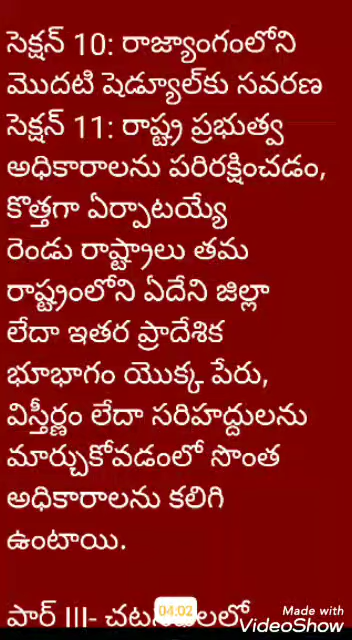 సెక్షన్ 10: రాజ్యాంగంలోని
మొదటి షెడ్యూల్‌కు సవరణ
సెక్షన్ 11: రాష్ట్ర ప్రభుత్వ
అధికారాలను పరిరక్షించడం,
కొత్తగా ఏర్పాటయ్యే
రెండు రాష్ట్రాలు తమ
రాష్ట్రంలోని ఏదేని జిల్లా
లేదా ఇతర ప్రాదేశిక
భూభాగం యొక్క పేరు,
విస్తీర్ణం లేదా సరిహద్దులను
మార్చుకోవడంలో సొంత
అధికారాలను కలిగి
ఉంటాయి.
పార్ III-
04.02
Made with
VideoShow